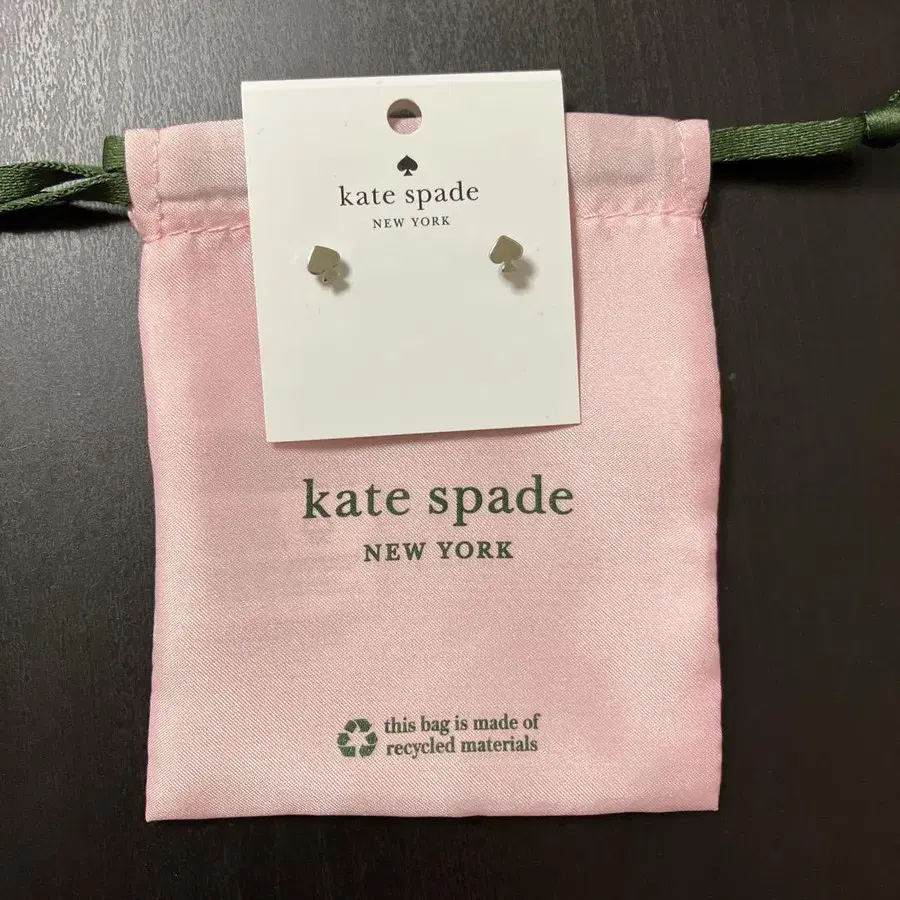 kate spade
NEW YORK
kate spade
NEW YORK
this bag is made of
recycled materials